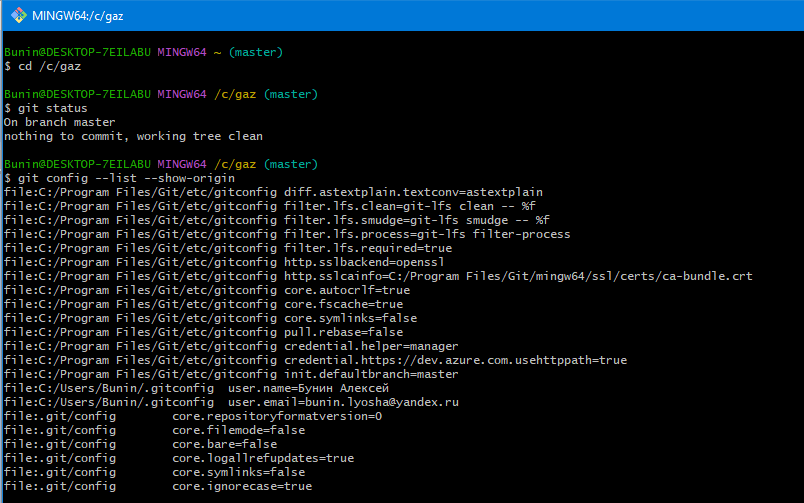 MINGW64:/c/gaz
Bunin@DESKTOP-7EILABU MINGW64 ~ (master)
$ cd /c/gaz
Bunin@DESKTOP-7EILABU MINGW64 /c/gaz (master)
$ git status
On branch master
nothing to commit, working tree clean
Bunin@DESKTOP-7EILABU MINGW64 /c/gaz (master)
$ git config --list --show-origin
file:C:/Program Files/Git/etc/gitconfig diff.astextplain.textconv=astextplain
file:C:/Program Files/Git/etc/gitconfig filter.lfs.clean=git-lfs clean -- %f
file:C:/Program Files/Git/etc/gitconfig filter.lfs.smudge=git-lfs smudge -- %f
file:C:/Program Files/Git/etc/gitconfig filter.lfs.process=git-lfs filter-process
file:C:/Program Files/Git/etc/gitconfig filter.lfs.required=true
file:C:/Program Files/Git/etc/gitconfig http.sslbackend=openssl
file:C:/Program Files/Git/etc/gitconfig http.sslcainfo=C:/Program Files/Git/mingw64/ssl/certs/ca-bundle.crt
file:C:/Program Files/Git/etc/gitconfig core.autocrlf=true
file:C:/Program Files/Git/etc/gitconfig core.fscache=true
file:C:/Program Files/Git/etc/gitconfig core.symlinks=false
file:C:/Program Files/Git/etc/gitconfig pull.rebase=false
file:C:/Program Files/Git/etc/gitconfig credential.helper=manager
file:C:/Program Files/Git/etc/gitconfig credential.https://dev.azure.com.usehttppath=true
file:C:/Program Files/Git/etc/gitconfig init.defaultbranch=master
file:C:/Users/Bunin/.gitconfig  user.name=Бунин Алексей
file:C:/Users/Bunin/.gitconfig  user.email=bunin.lyosha@yandex.ru
file:.git/config        core.repositoryformatversion=0
file:.git/config        core.filemode=false
file:.git/config        core.bare=false
file:.git/config        core.logallrefupdates=true
file:.git/config        core.symlinks=false
file:.git/config        core.ignorecase=true